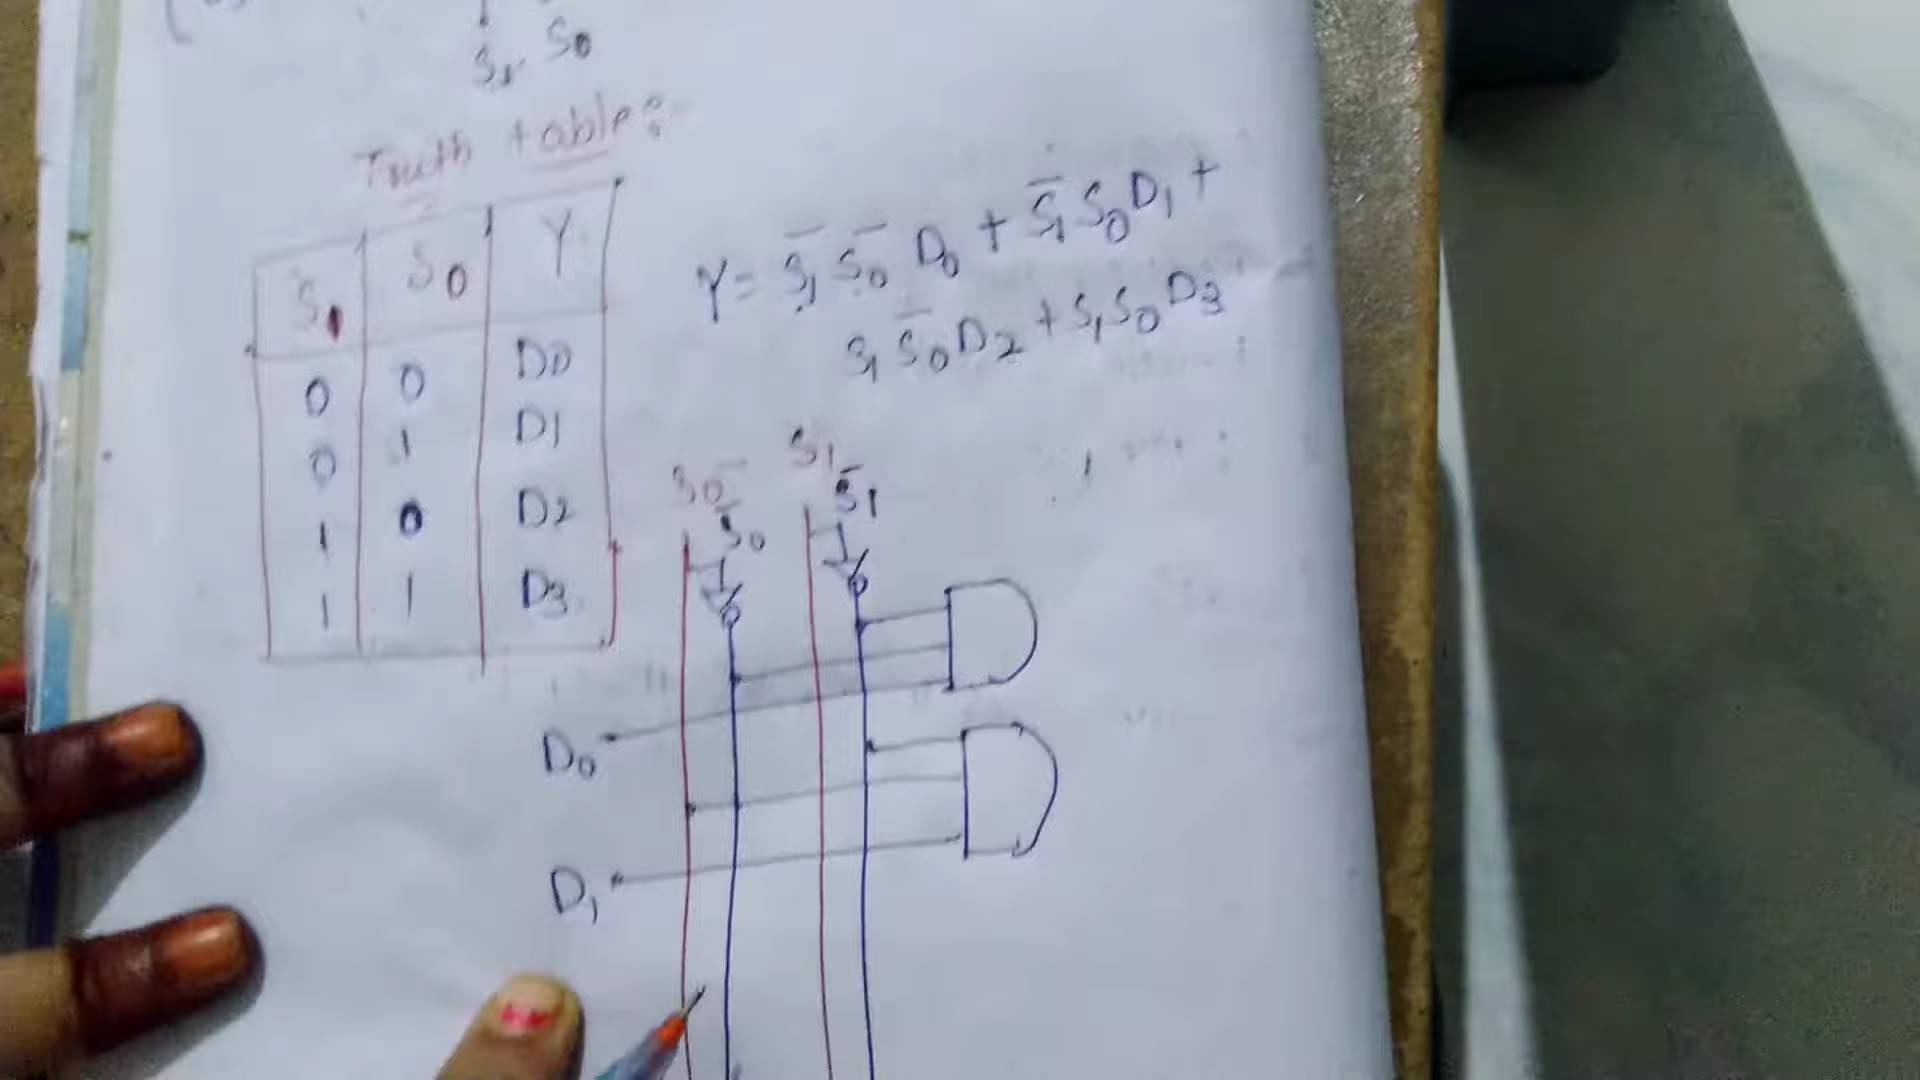 S1 S0
Truth table:-
S1 S0 Y
0 0 D0
0 1 D1
1 0 D2
1 1 D3
Y = S̅1 S̅0 D0 + S̅1 S0 D1 +
S1 S̅0 D2 + S1 S0 D3
S0 S̅0 S1 S̅1
D0
D1